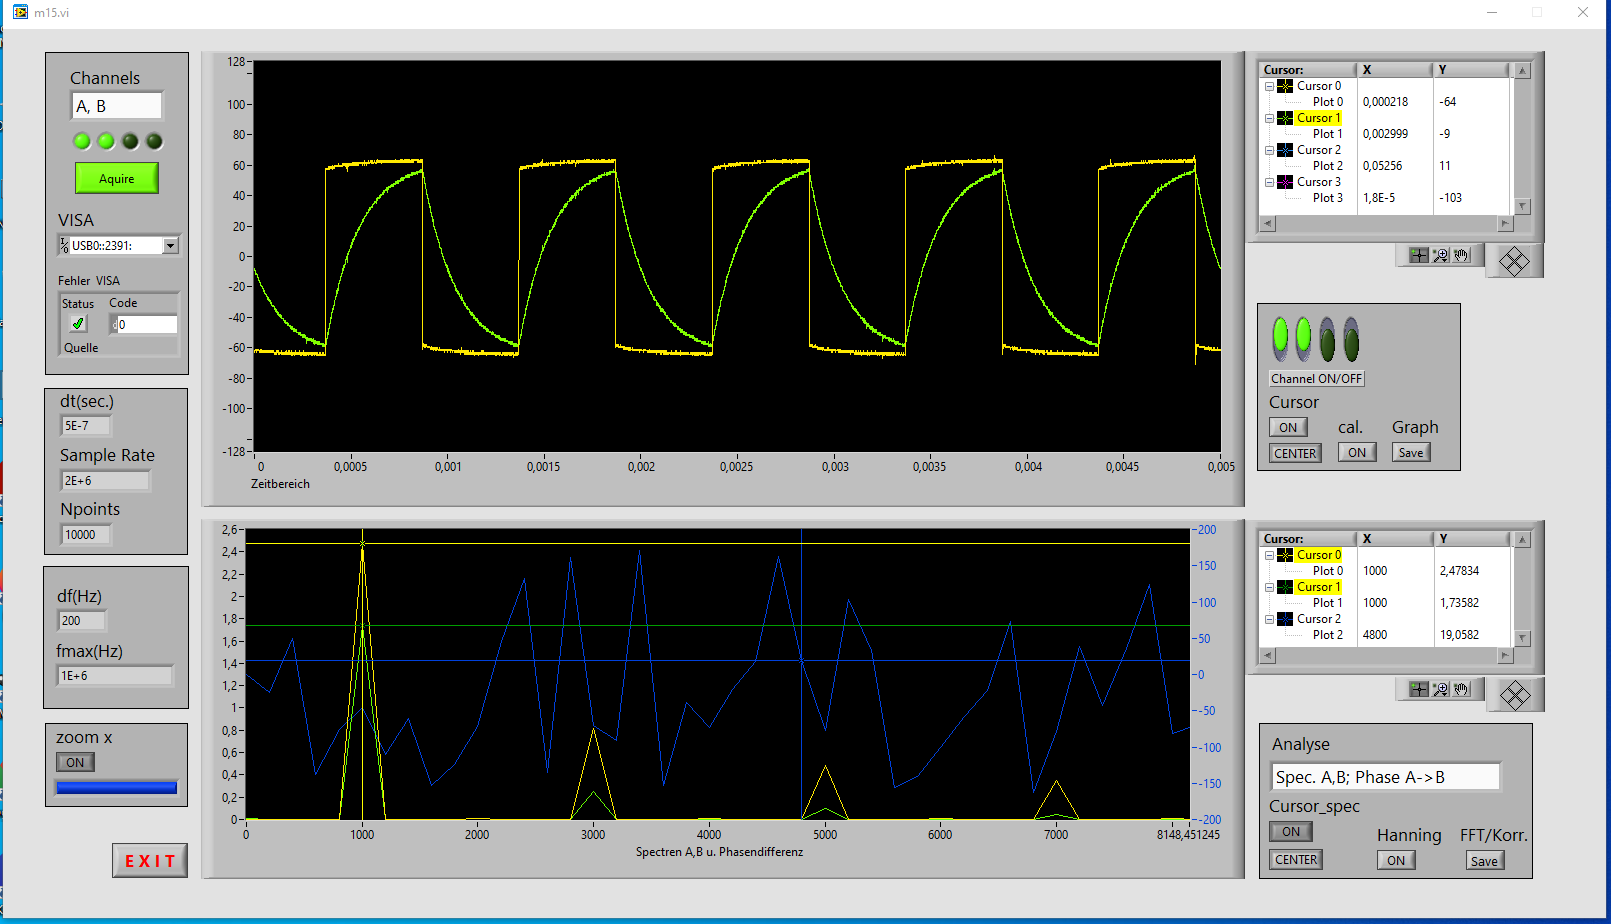 m15.vi
Channels
A, B
Aquire
VISA
USB0::2391:
Fehler VISA
Status Code
0
Quelle
dt(sec.)
5E-7
Sample Rate
2E+6
Npoints
10000
df(Hz)
200
fmax(Hz)
1E+6
zoom x
ON
EXIT
128
100
80
60
40
20
0
-20
-40
-60
-80
-100
-128
0 0,0005 0,001 0,0015 0,002 0,0025 0,003 0,0035 0,004 0,0045 0,005
Zeitbereich
2,6
2,4
2,2
2
1,8
1,6
1,4
1,2
1
0,8
0,6
0,4
0,2
0
200
150
100
50
0
-50
-100
-150
-200
0 1000 2000 3000 4000 5000 6000 7000 8148,451245
Spectren A,B u. Phasendifferenz
Cursor: X Y
Cursor 0
Plot 0 0,000218 -64
Cursor 1
Plot 1 0,002999 -9
Cursor 2
Plot 2 0,05256 11
Cursor 3
Plot 3 1,8E-5 -103
Channel ON/OFF
Cursor
ON cal. Graph
CENTER ON Save
Cursor: X Y
Cursor 0
Plot 0 1000 2,47834
Cursor 1
Plot 1 1000 1,73582
Cursor 2
Plot 2 4800 19,0582
Analyse
Spec. A,B; Phase A->B
Cursor_spec
ON Hanning FFT/Korr.
CENTER ON Save